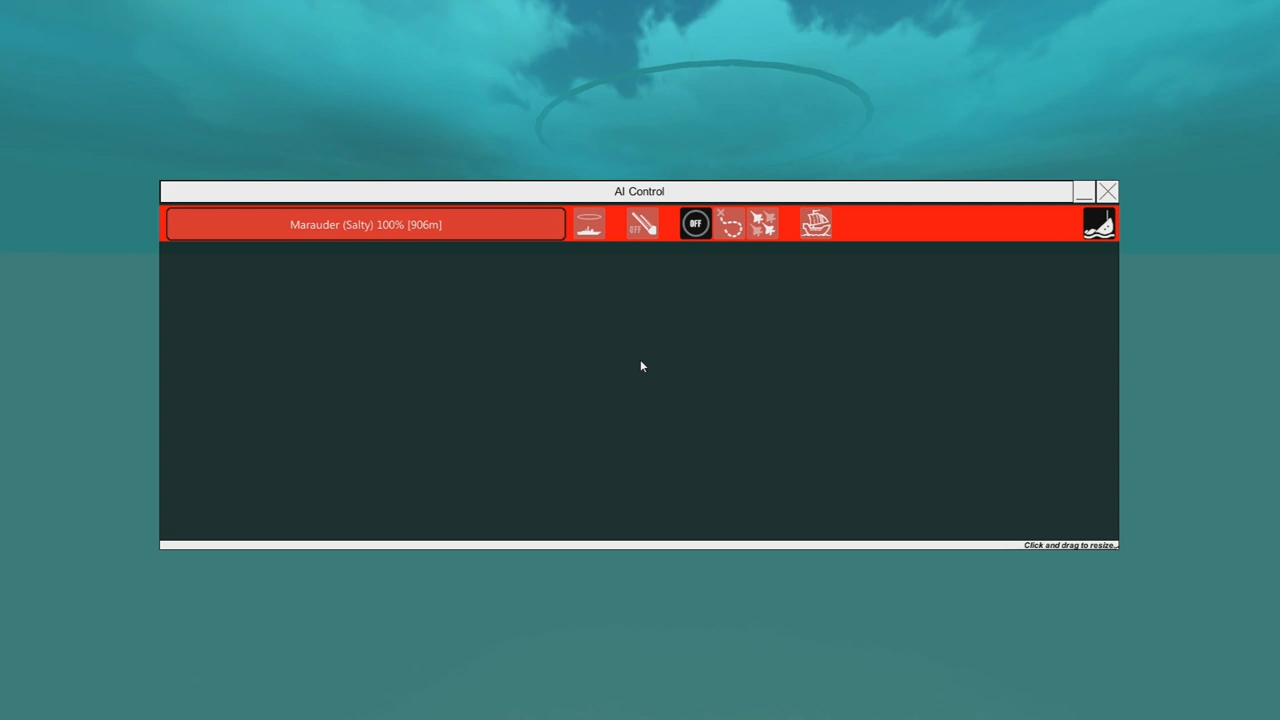 AI Control
Marauder (Salty) 100% [906m]
OFF
OFF
Click and drag to resize..